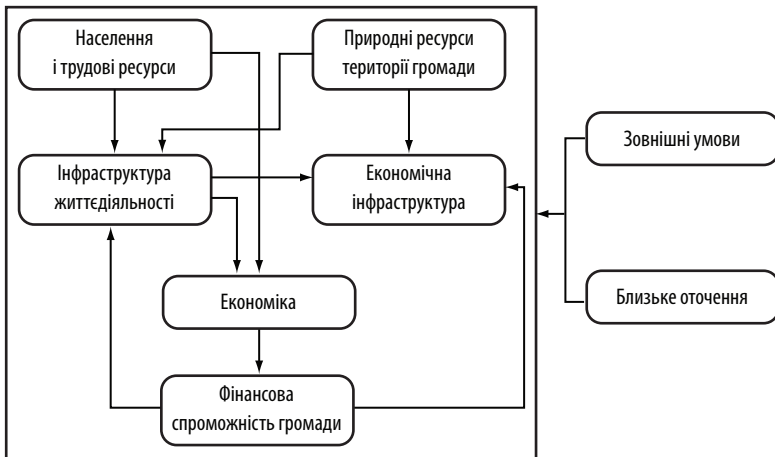 Населення
і трудові ресурси
Природні ресурси
території громади
Зовнішні умови
Інфраструктура
життєдіяльності
Економічна
інфраструктура
Близьке оточення
Економіка
Фінансова
спроможність громади